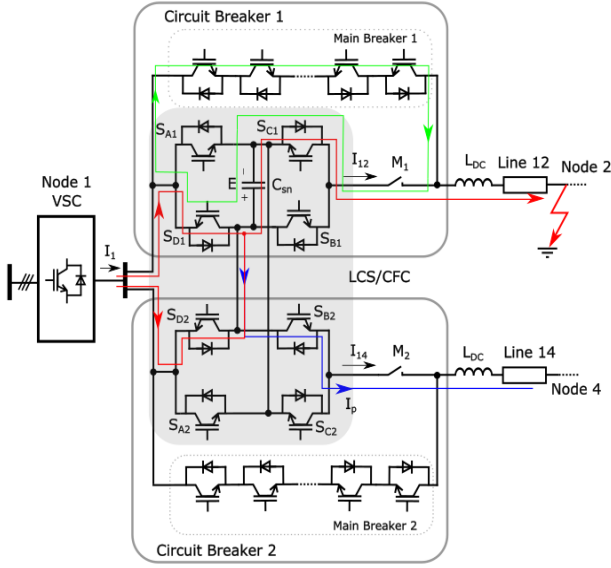 Circuit Breaker 1
Main Breaker 1
S_A1
S_C1
I_12
M_1
L_DC
Line 12
Node 2
Node 1
VSC
E
-
+
C_sn
I_1
S_D1
S_B1
LCS/CFC
S_D2
S_B2
I_14
M_2
L_DC
Line 14
Node 4
I_p
S_A2
S_C2
Main Breaker 2
Circuit Breaker 2